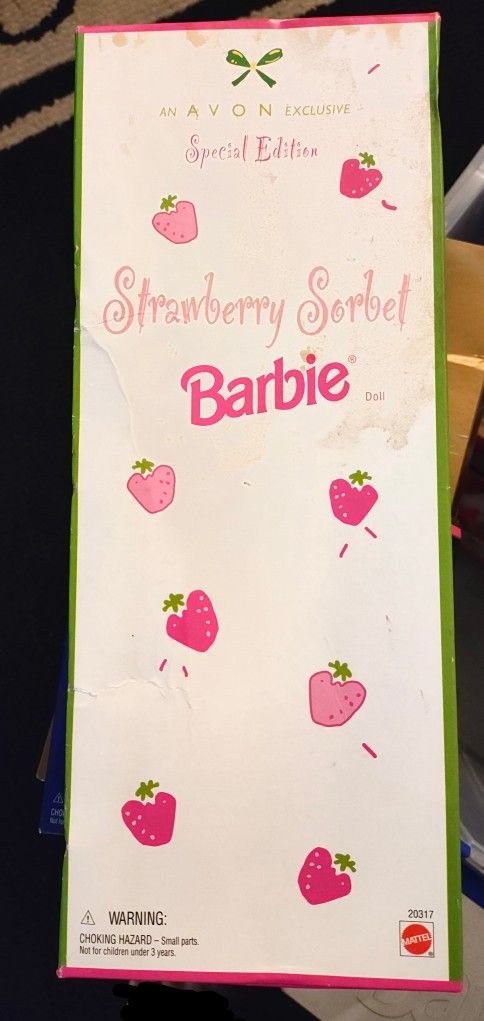 AN AVON EXCLUSIVE
Special Edition
Strawberry Sorbet
Barbie®
Doll
⚠ WARNING:
CHOKING HAZARD – Small parts.
Not for children under 3 years.
20317
MATTEL